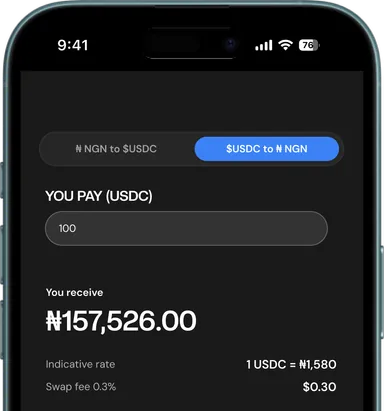 9:41
76
₦ NGN to $USDC
$USDC to ₦ NGN
YOU PAY (USDC)
100
You receive
₦157,526.00
Indicative rate
1 USDC = ₦1,580
Swap fee 0.3%
$0.30